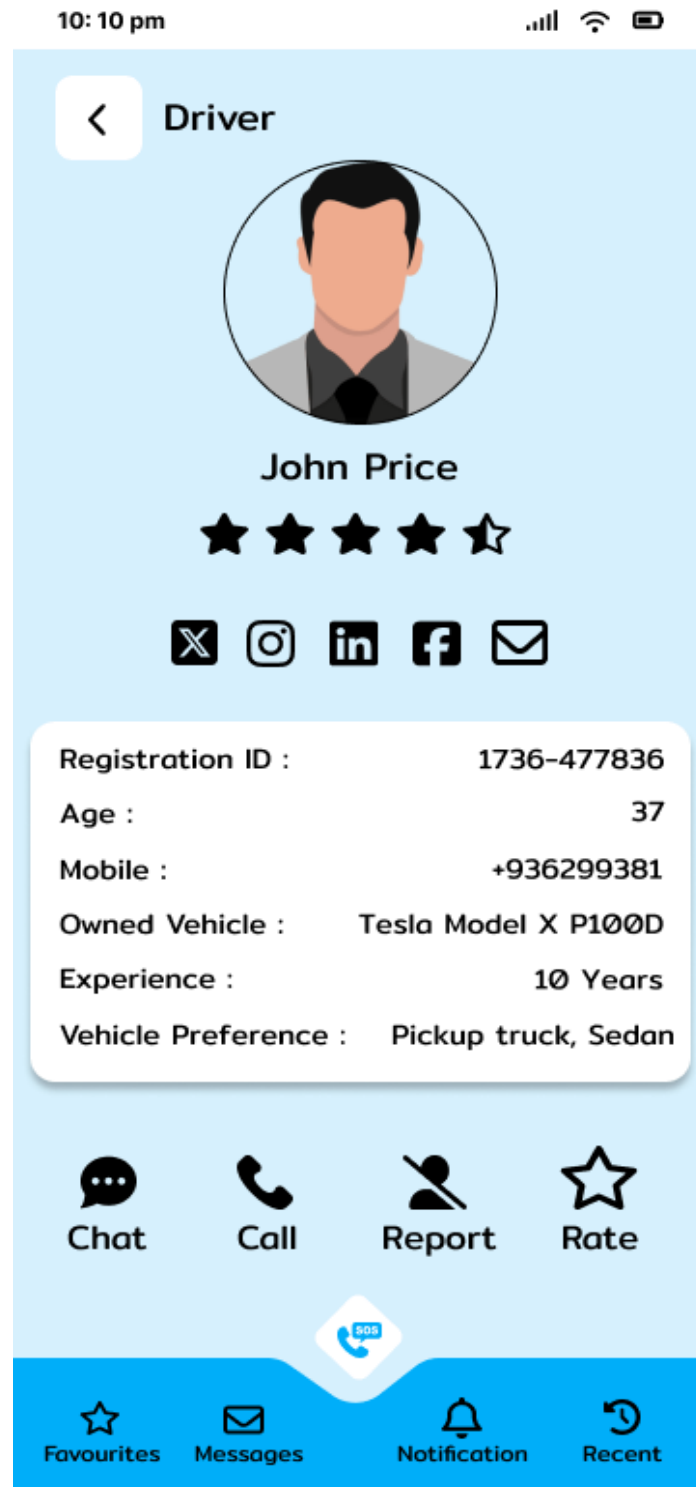 10:10 pm
Driver
John Price
Registration ID : 1736-477836
Age : 37
Mobile : +936299381
Owned Vehicle : Tesla Model X P100D
Experience : 10 Years
Vehicle Preference : Pickup truck, Sedan
Chat Call Report Rate
SOS
Favourites Messages Notification Recent